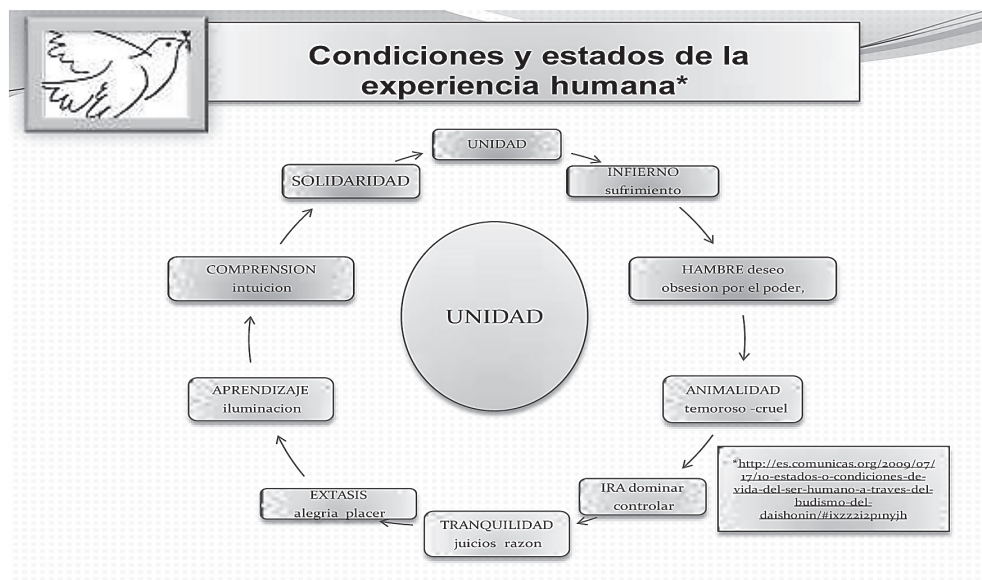 Condiciones y estados de la
experiencia humana*
UNIDAD
INFIERNO
sufrimiento
HAMBRE deseo
obsesion por el poder,
ANIMALIDAD
temeroso -cruel
IRA dominar
controlar
TRANQUILIDAD
juicios razon
EXTASIS
alegria placer
APRENDIZAJE
iluminacion
COMPRENSION
intuicion
SOLIDARIDAD
UNIDAD
*http://es.comunicas.org/2009/07/
17/10-estados-o-condiciones-de-
vida-del-ser-humano-a-traves-del-
budismo-del-
daishonin/#ixzz2i2p1nyjh